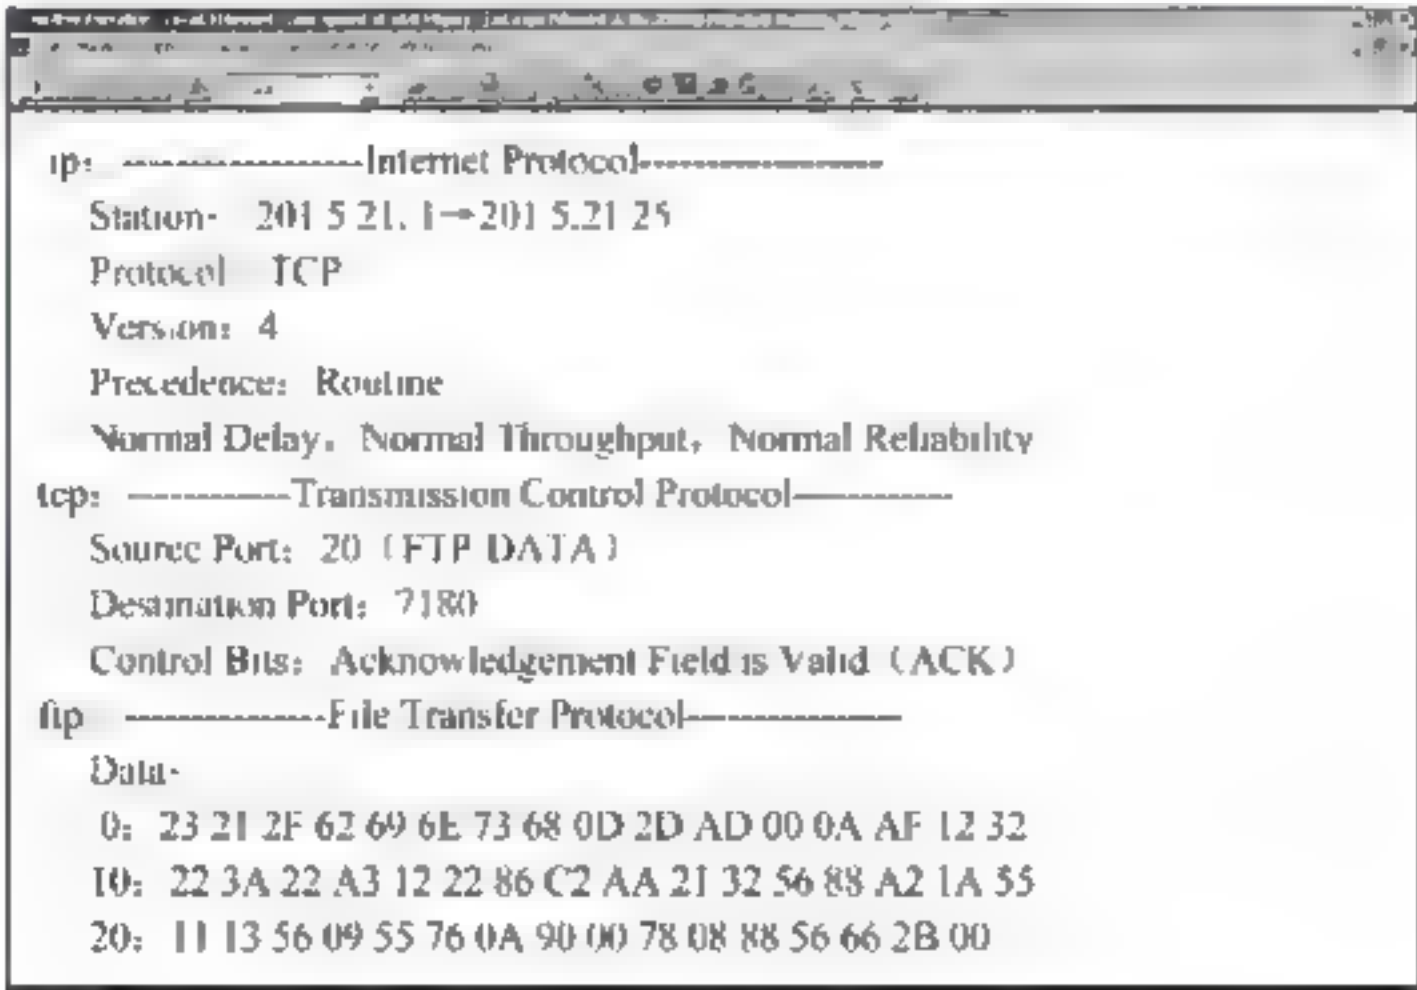 ip: ----------------Internet Protocol-----------------
Station- 201 5 21. 1→201 5.21 25
Protocol TCP
Version: 4
Precedence: Routine
Normal Delay, Normal Throughput, Normal Reliability
tcp: -----------Transmission Control Protocol-----------
Source Port: 20 (FTP DATA)
Destination Port: 7180
Control Bits: Acknowledgement Field is Valid (ACK)
ftp -------------File Transfer Protocol--------------
Data-
0: 23 21 2F 62 69 6E 73 68 0D 2D AD 00 0A AF 12 32
10: 22 3A 22 A3 12 22 86 C2 AA 21 32 56 88 A2 1A 55
20: 11 13 56 09 55 76 0A 90 00 78 08 88 56 66 2B 00